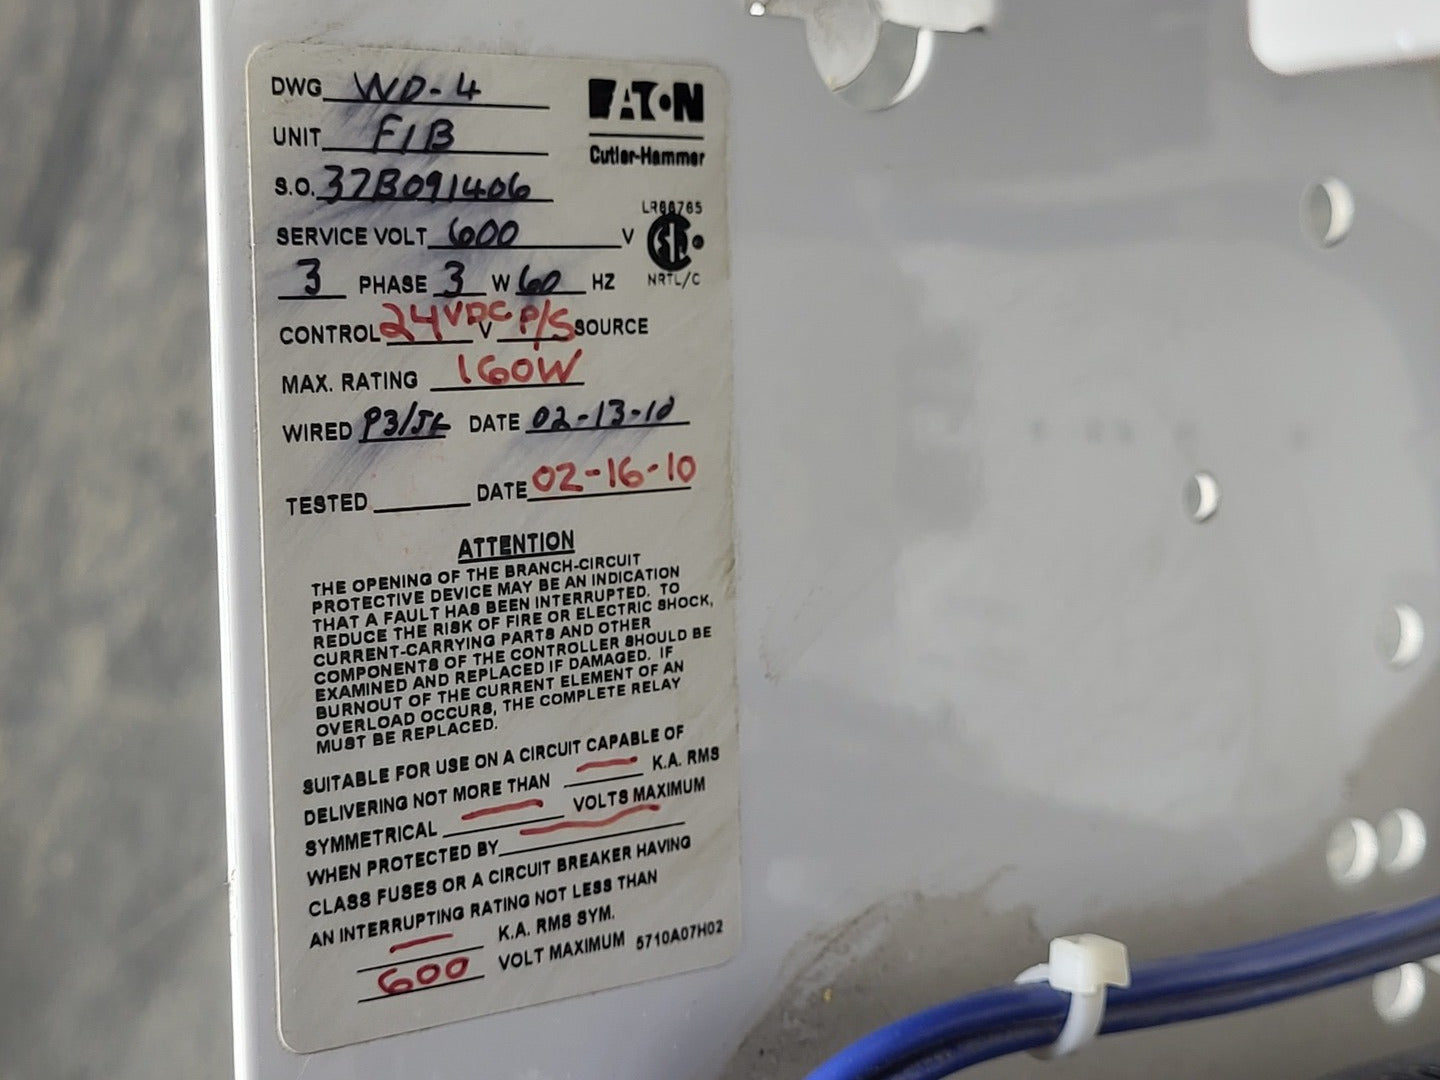 DWG WD-4
EATON
UNIT F1B
Cutler-Hammer
S.O. 37B091406
LR68765
SERVICE VOLT 600 V
NRTL/C
3 PHASE 3 W 60 HZ
CONTROL 24VDC V P/S SOURCE
MAX. RATING 160W
WIRED DATE 02-13-10
TESTED DATE 02-16-10
ATTENTION
THE OPENING OF THE BRANCH-CIRCUIT
PROTECTIVE DEVICE MAY BE AN INDICATION
THAT A FAULT HAS BEEN INTERRUPTED. TO
REDUCE THE RISK OF FIRE OR ELECTRIC SHOCK,
CURRENT-CARRYING PARTS AND OTHER
COMPONENTS OF THE CONTROLLER SHOULD BE
EXAMINED AND REPLACED IF DAMAGED. IF
BURNOUT OF THE CURRENT ELEMENT OF AN
OVERLOAD OCCURS, THE COMPLETE RELAY
MUST BE REPLACED.
SUITABLE FOR USE ON A CIRCUIT CAPABLE OF
DELIVERING NOT MORE THAN — K.A. RMS
SYMMETRICAL — VOLTS MAXIMUM
WHEN PROTECTED BY —
CLASS FUSES OR A CIRCUIT BREAKER HAVING
AN INTERRUPTING RATING NOT LESS THAN
— K.A. RMS SYM.
600 VOLT MAXIMUM 5710A07H02